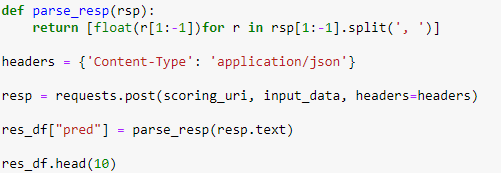 def parse_resp(rsp):
    return [float(r[1:-1])for r in rsp[1:-1].split(', ')]
headers = {'Content-Type': 'application/json'}
resp = requests.post(scoring_uri, input_data, headers=headers)
res_df["pred"] = parse_resp(resp.text)
res_df.head(10)